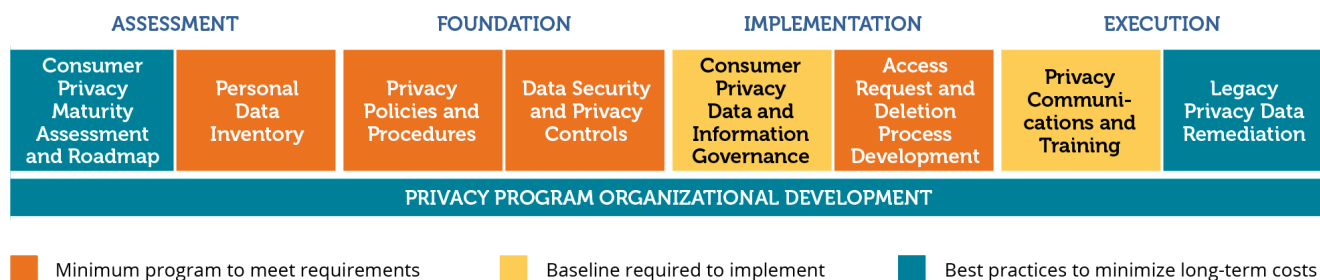 ASSESSMENT
FOUNDATION
IMPLEMENTATION
EXECUTION
Consumer
Privacy
Maturity
Assessment
and Roadmap
Personal
Data
Inventory
Privacy
Policies and
Procedures
Data Security
and Privacy
Controls
Consumer
Privacy
Data and
Information
Governance
Access
Request and
Deletion
Process
Development
Privacy
Communi-
cations and
Training
Legacy
Privacy Data
Remediation
PRIVACY PROGRAM ORGANIZATIONAL DEVELOPMENT
Minimum program to meet requirements
Baseline required to implement
Best practices to minimize long-term costs